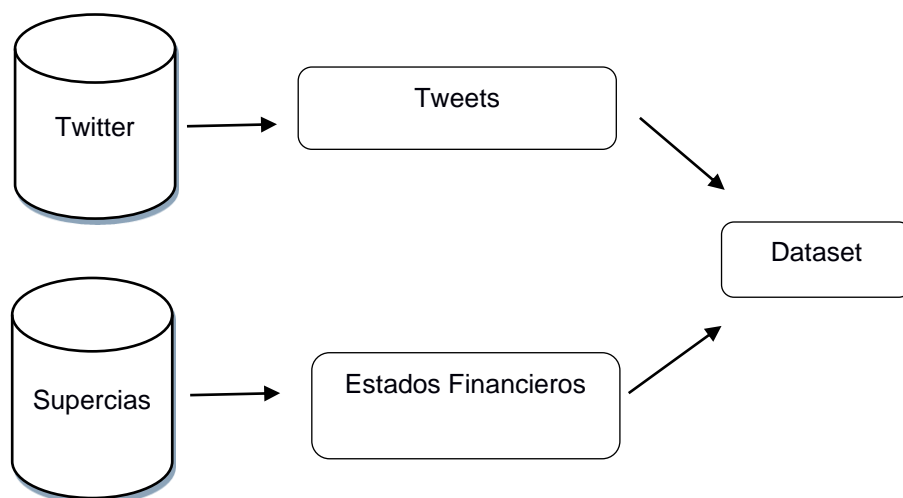 Twitter
Tweets
Dataset
Supercias
Estados Financieros